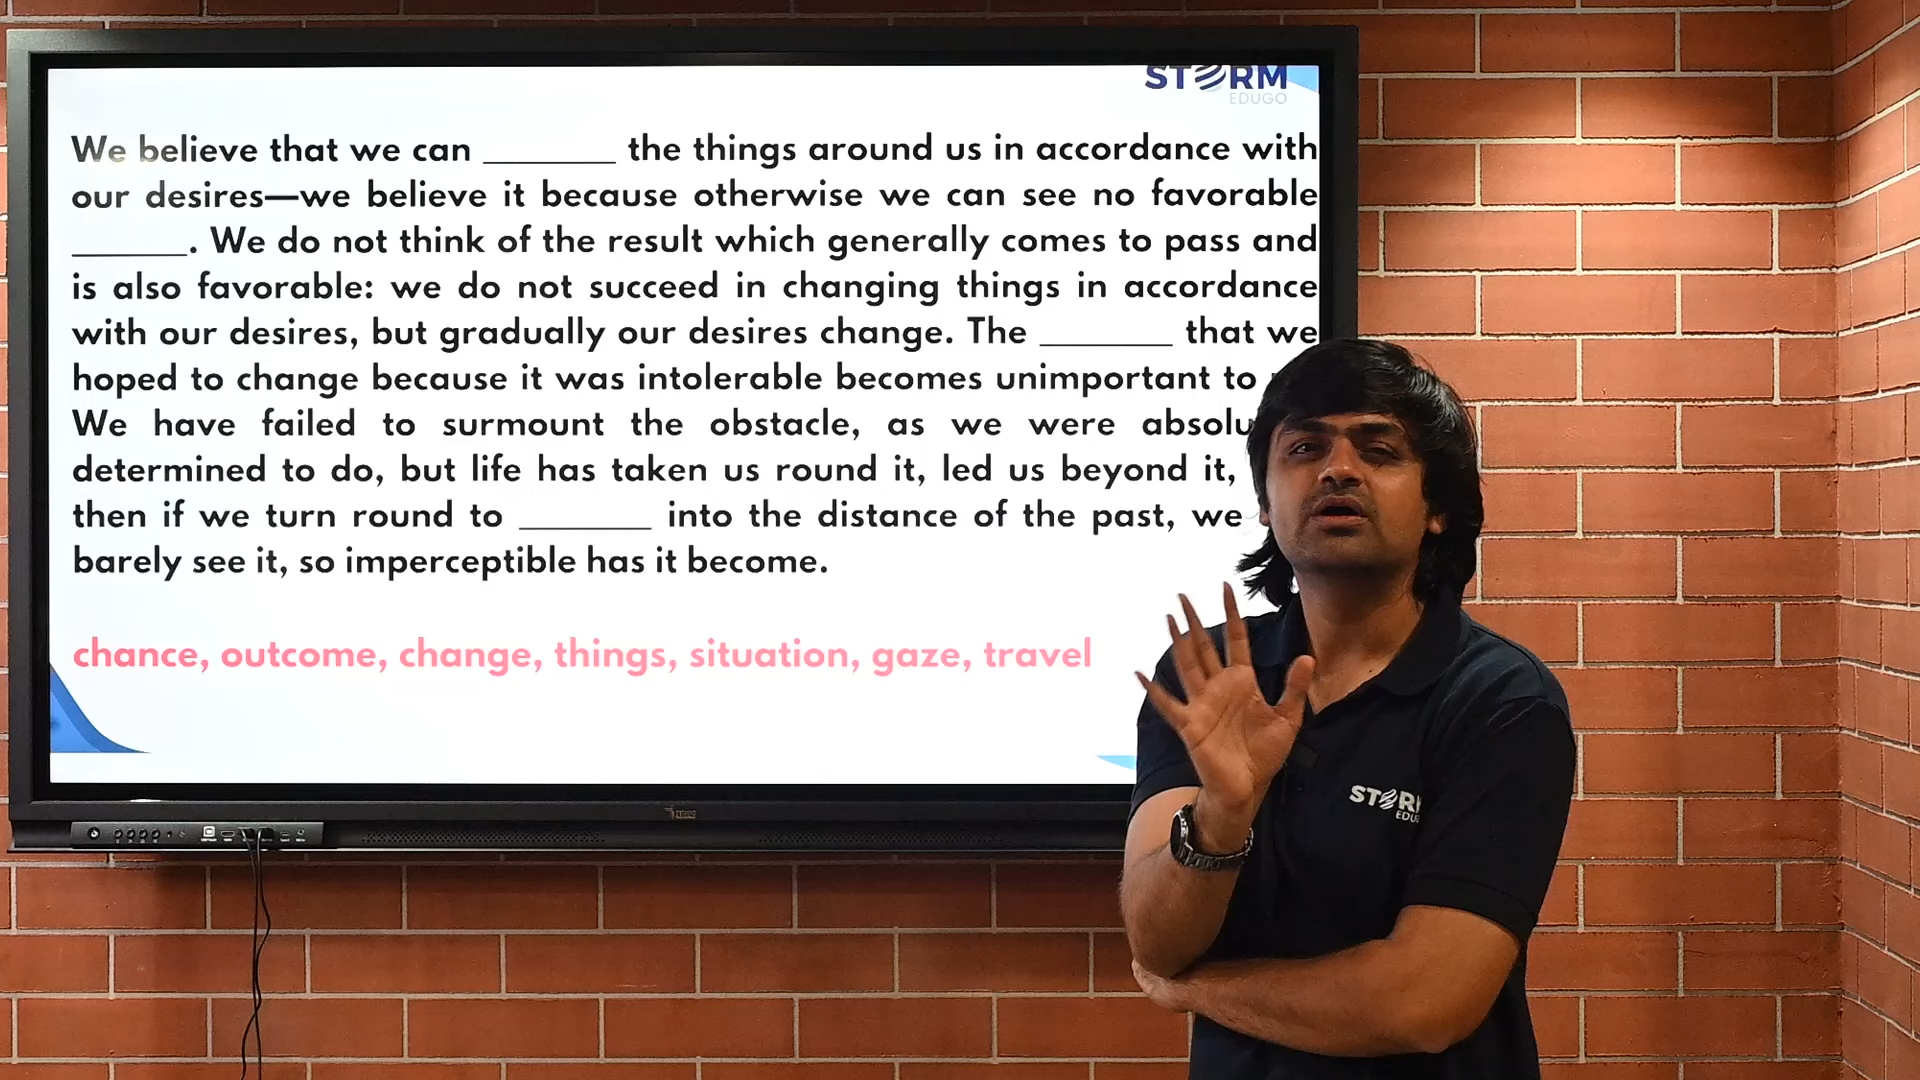 STORM
EDUGO
We believe that we can ________ the things around us in accordance with
our desires—we believe it because otherwise we can see no favorable
_______. We do not think of the result which generally comes to pass and
is also favorable: we do not succeed in changing things in accordance
with our desires, but gradually our desires change. The ________ that we
hoped to change because it was intolerable becomes unimportant to
We have failed to surmount the obstacle, as we were absolu
determined to do, but life has taken us round it, led us beyond it,
then if we turn round to ________ into the distance of the past, we
barely see it, so imperceptible has it become.
chance, outcome, change, things, situation, gaze, travel
STORM
EDU